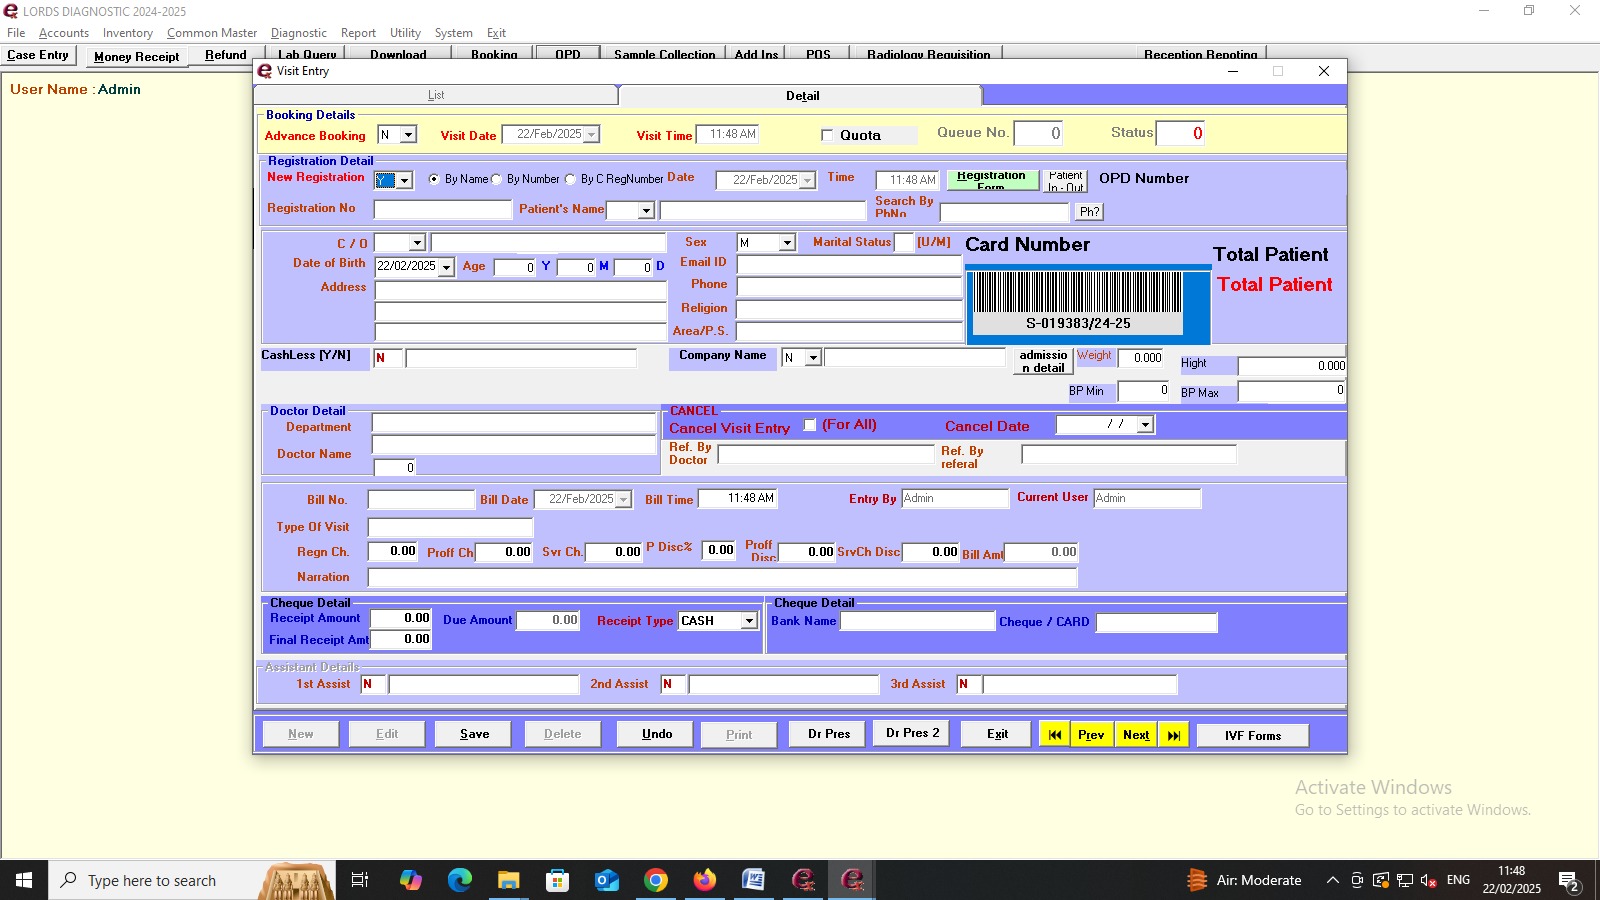 LORDS DIAGNOSTIC 2024-2025
File Accounts Inventory Common Master Diagnostic Report Utility System Exit
Case Entry Money Receipt Refund Lab Query Download Booking OPD Sample Collection Add Ins POS Radiology Requisition Reception Repoting
User Name : Admin
Visit Entry
List Detail
Booking Details
Advance Booking N Visit Date 22/Feb/2025 Visit Time 11:48 AM Quota Queue No. 0 Status 0
Registration Detail
New Registration Y By Name By Number By C RegNumber Date 22/Feb/2025 Time 11:48 AM Registration Form Patient In - Out OPD Number
Registration No Patient's Name Search By PhNo Ph?
C / O Sex M Marital Status [U/M] Card Number
Date of Birth 22/02/2025 Age 0 Y 0 M 0 D Email ID Total Patient
Address Phone Total Patient
Religion
Area/P.S. S-019383/24-25
CashLess [Y/N] N Company Name N admissio n detail Weight 0.000 Hight 0.000
BP Min 0 BP Max 0
Doctor Detail CANCEL
Department Cancel Visit Entry (For All) Cancel Date / /
Doctor Name Ref. By Doctor Ref. By referal
0
Bill No. Bill Date 22/Feb/2025 Bill Time 11:48 AM Entry By Admin Current User Admin
Type Of Visit
Regn Ch. 0.00 Proff Ch 0.00 Svr Ch. 0.00 P Disc% 0.00 Proff Disc 0.00 SrvCh Disc 0.00 Bill Amt 0.00
Narration
Cheque Detail Cheque Detail
Receipt Amount 0.00 Due Amount 0.00 Receipt Type CASH Bank Name Cheque / CARD
Final Receipt Amt 0.00
Assistant Details
1st Assist N 2nd Assist N 3rd Assist N
New Edit Save Delete Undo Print Dr Pres Dr Pres 2 Exit Prev Next IVF Forms
Activate Windows
Go to Settings to activate Windows.
Type here to search Air: Moderate ENG 11:48
22/02/2025 2